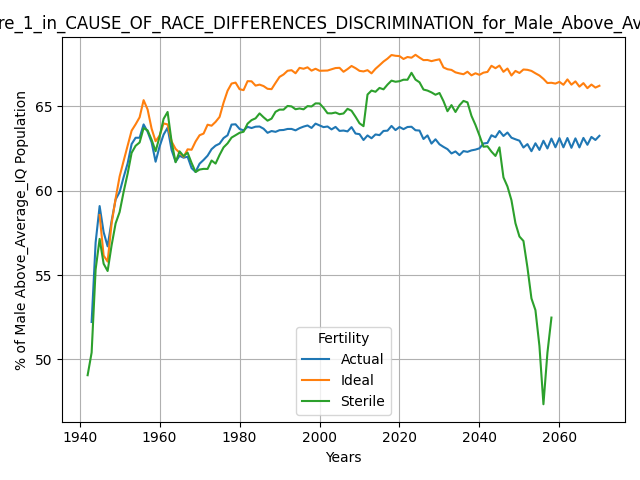 re_1_in_CAUSE_OF_RACE_DIFFERENCES_DISCRIMINATION_for_Male_Above_Av
% of Male Above_Average_IQ Population
65
60
55
50
Fertility
Actual
Ideal
Sterile
1940 1960 1980 2000 2020 2040 2060
Years